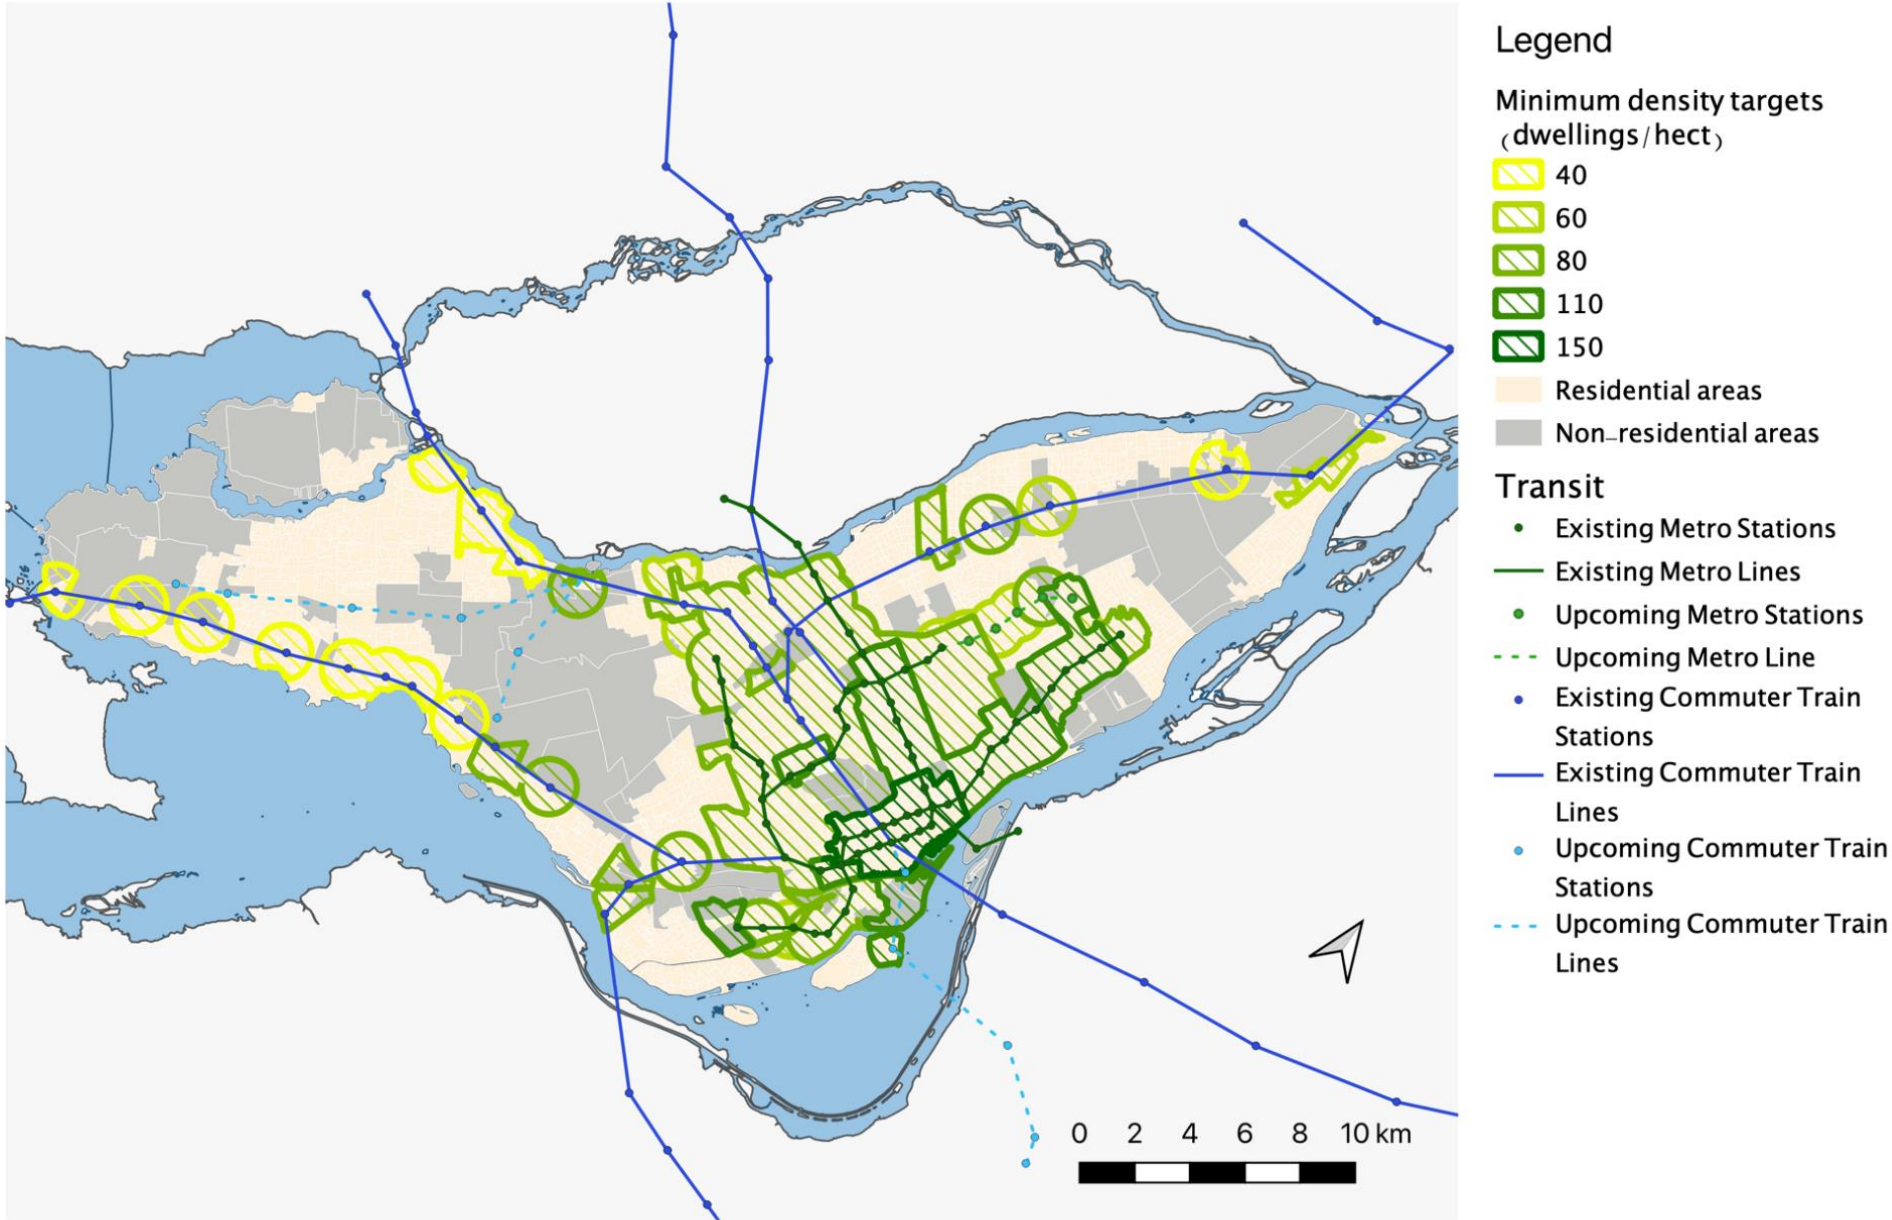 Legend
Minimum density targets
(dwellings/hect)
40
60
80
110
150
Residential areas
Non-residential areas
Transit
Existing Metro Stations
Existing Metro Lines
Upcoming Metro Stations
Upcoming Metro Line
Existing Commuter Train
Stations
Existing Commuter Train
Lines
Upcoming Commuter Train
Stations
Upcoming Commuter Train
Lines
0 2 4 6 8 10 km